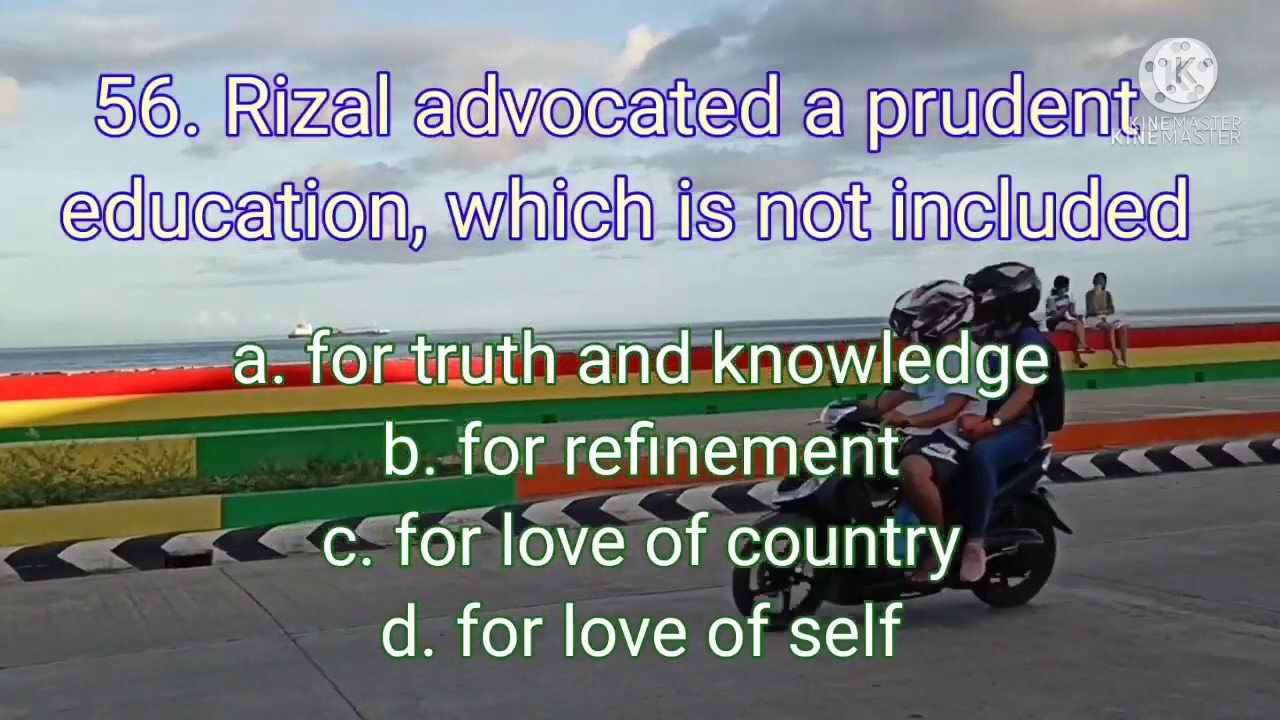 56. Rizal advocated a prudent
education, which is not included
a. for truth and knowledge
b. for refinement
c. for love of country
d. for love of self
K
KINEMASTER
KINEMASTER